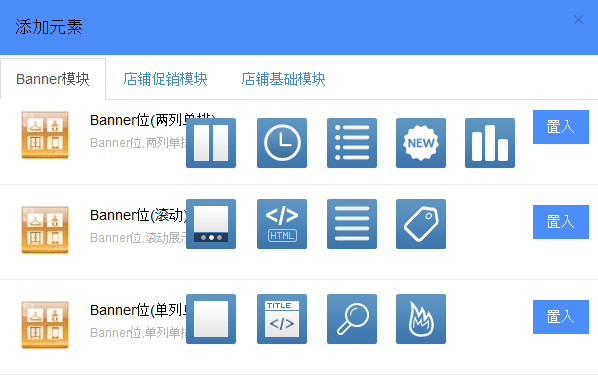 添加元素 ×
Banner模块 店铺促销模块 店铺基础模块
Banner位(两列单排) 置入
Banner位,两列单排
NEW
Banner位(滚动) 置入
Banner位,滚动展示
</> HTML
Banner位(单列 置入
Banner位,单列单排
TITLE
</>